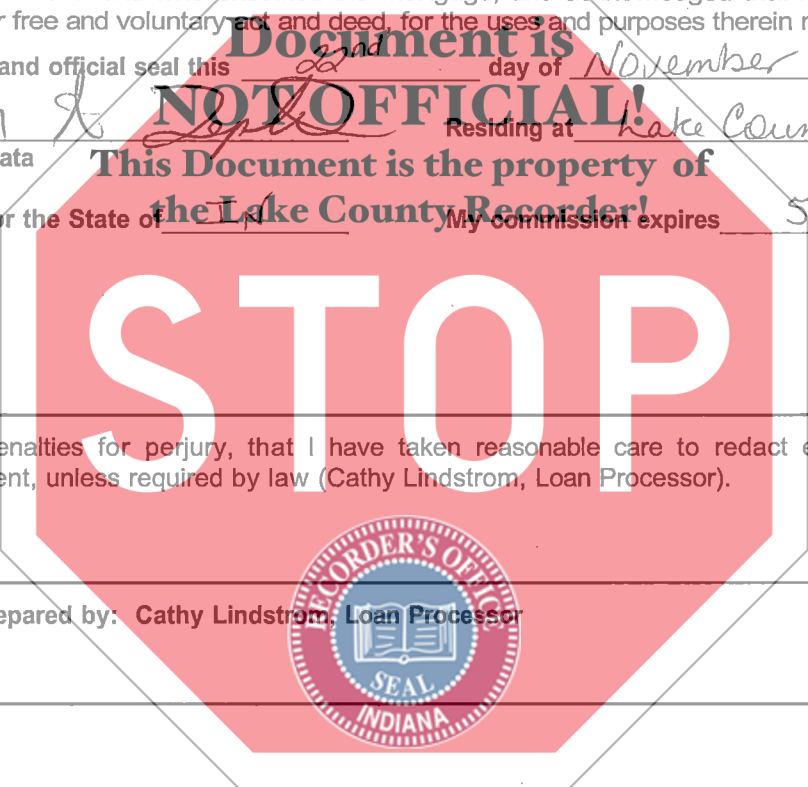 r free and voluntary act and deed, for the uses and purposes therein
Document is
and official seal this 22nd day of November
NOT OFFICIAL!
Residing at Lake Coun
ata
This Document is the property of
the Lake County Recorder!
or the State of IN My commission expires 5
STOP
enalties for perjury, that I have taken reasonable care to redact e
ent, unless required by law (Cathy Lindstrom, Loan Processor).
epared by: Cathy Lindstrom, Loan Processor
RECORDER'S OFFICE
SEAL
INDIANA